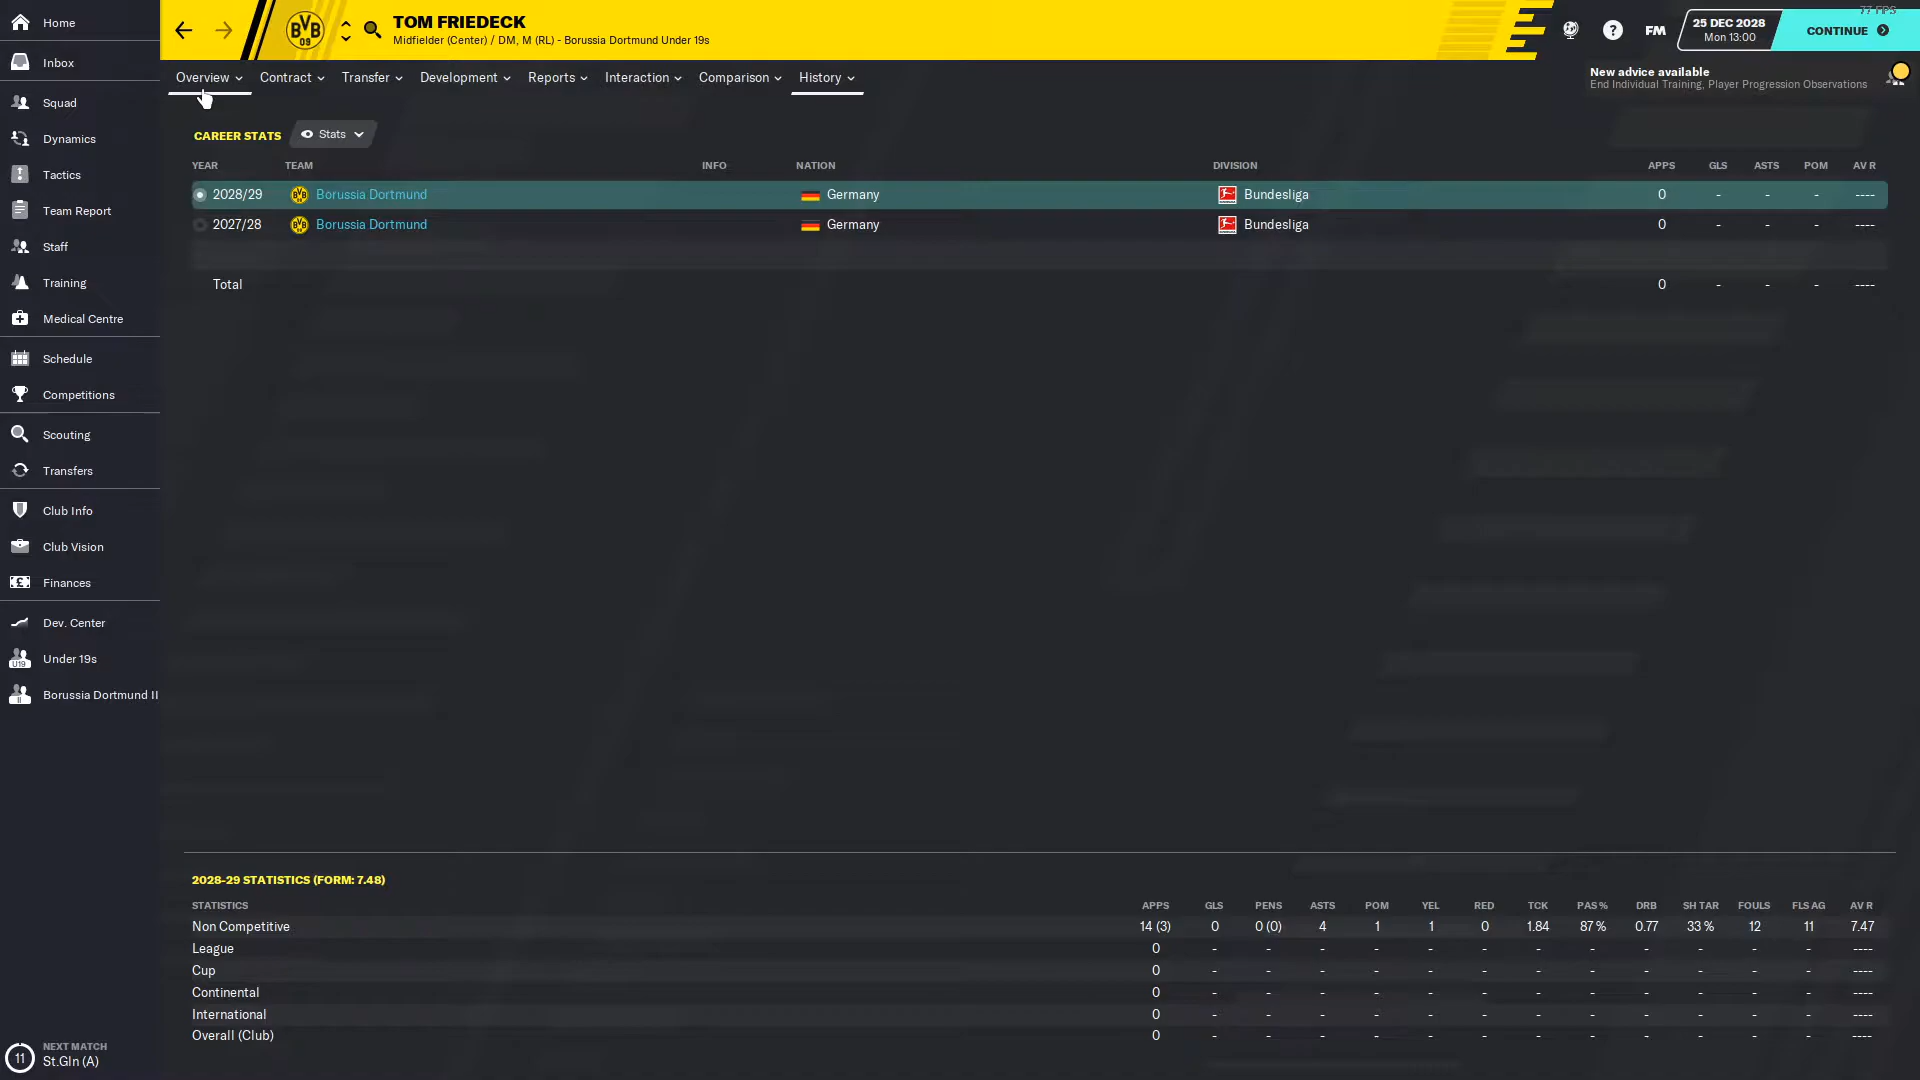 Home
Inbox
Squad
Dynamics
Tactics
Team Report
Staff
Training
Medical Centre
Schedule
Competitions
Scouting
Transfers
Club Info
Club Vision
Finances
Dev. Center
Under 19s
Borussia Dortmund II
11 NEXT MATCH
St.Gln (A)
TOM FRIEDECK
Midfielder (Center) / DM, M (RL) - Borussia Dortmund Under 19s
FM
25 DEC 2028
Mon 13:00
CONTINUE
77 FPS
Overview Contract Transfer Development Reports Interaction Comparison History
New advice available
End Individual Training, Player Progression Observations
CAREER STATS Stats
YEAR TEAM INFO NATION DIVISION APPS GLS ASTS POM AV R
2028/29 Borussia Dortmund Germany Bundesliga 0 - - - ----
2027/28 Borussia Dortmund Germany Bundesliga 0 - - - ----
Total 0 - - - ----
2028-29 STATISTICS (FORM: 7.48)
STATISTICS APPS GLS PENS ASTS POM YEL RED TCK PAS % DRB SH TAR FOULS FLS AG AV R
Non Competitive 14 (3) 0 0 (0) 4 1 1 0 1.84 87 % 0.77 33 % 12 11 7.47
League 0 - - - - - - - - - - - - ----
Cup 0 - - - - - - - - - - - - ----
Continental 0 - - - - - - - - - - - - ----
International 0 - - - - - - - - - - - - ----
Overall (Club) 0 - - - - - - - - - - - - ----